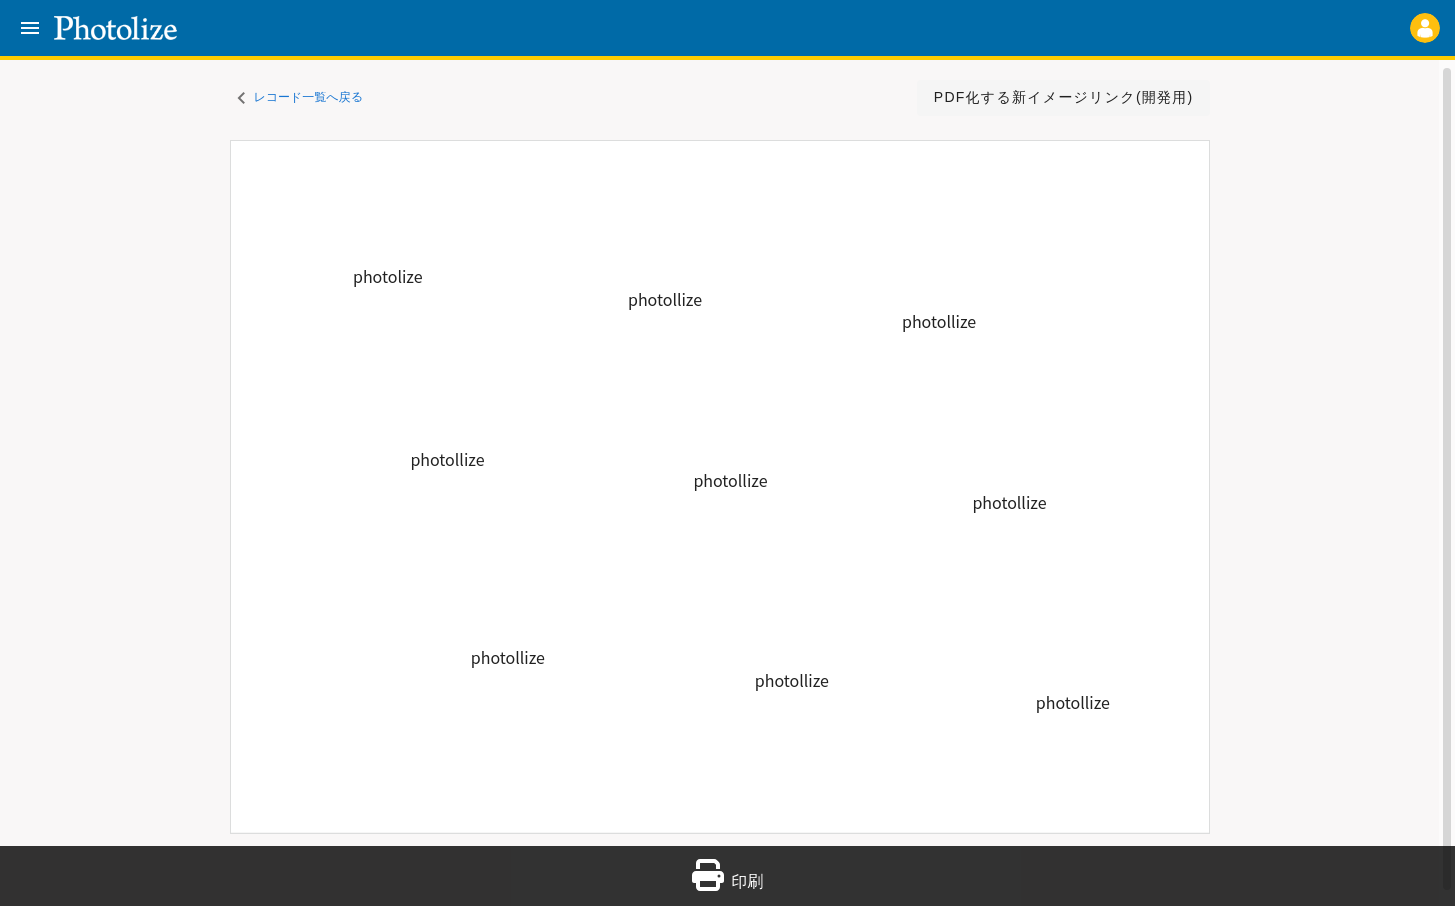 Photolize
レコード一覧へ戻る
PDF化する新イメージリンク(開発用)
photolize
photollize
photollize
photollize
photollize
photollize
photollize
photollize
photollize
印刷